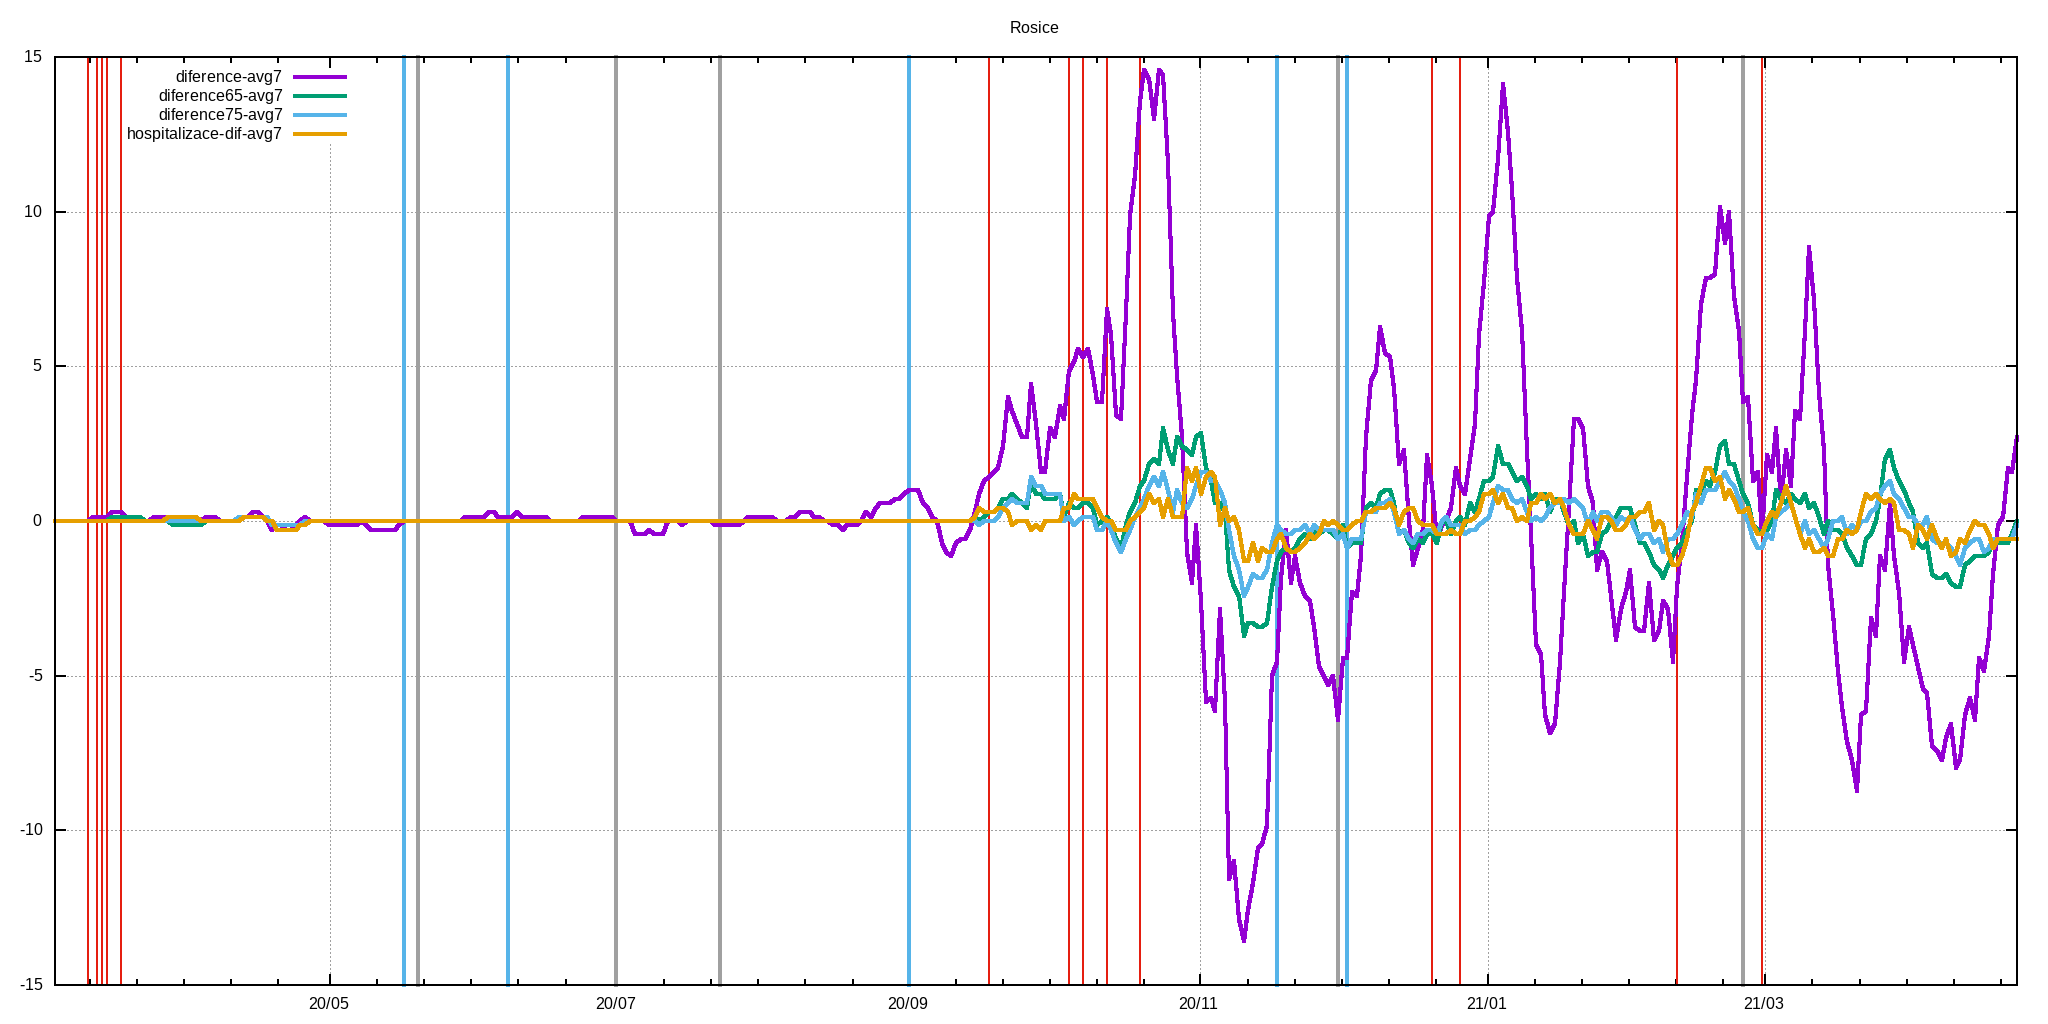 Rosice
15
diference-avg7
diference65-avg7
diference75-avg7
hospitalizace-dif-avg7
10
5
0
-5
-10
-15
20/05
20/07
20/09
20/11
21/01
21/03